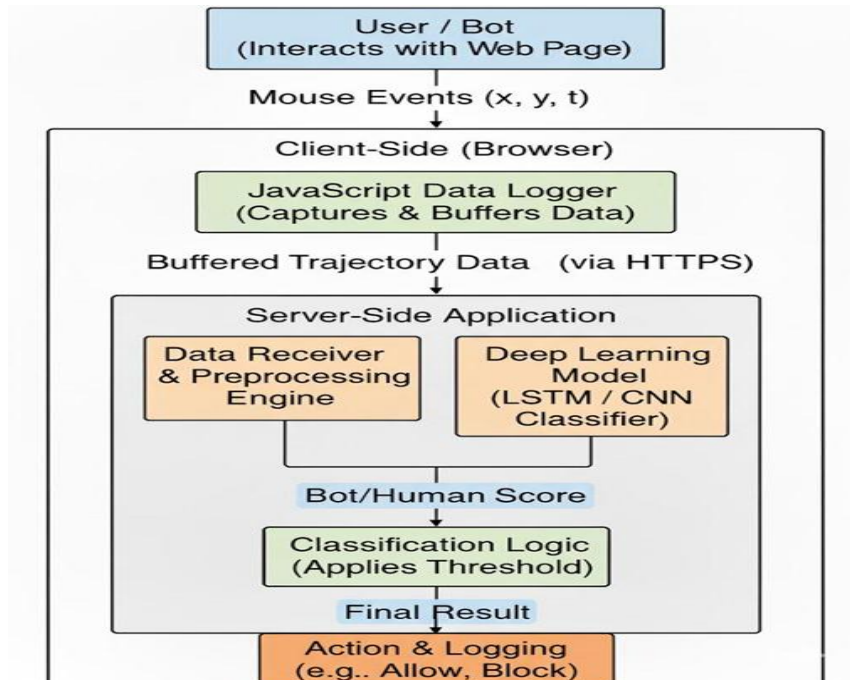 User / Bot
(Interacts with Web Page)
Mouse Events (x, y, t)
Client-Side (Browser)
JavaScript Data Logger
(Captures & Buffers Data)
Buffered Trajectory Data (via HTTPS)
Server-Side Application
Data Receiver
& Preprocessing
Engine
Deep Learning
Model
(LSTM / CNN
Classifier)
Bot/Human Score
Classification Logic
(Applies Threshold)
Final Result
Action & Logging
(e.g.. Allow, Block)